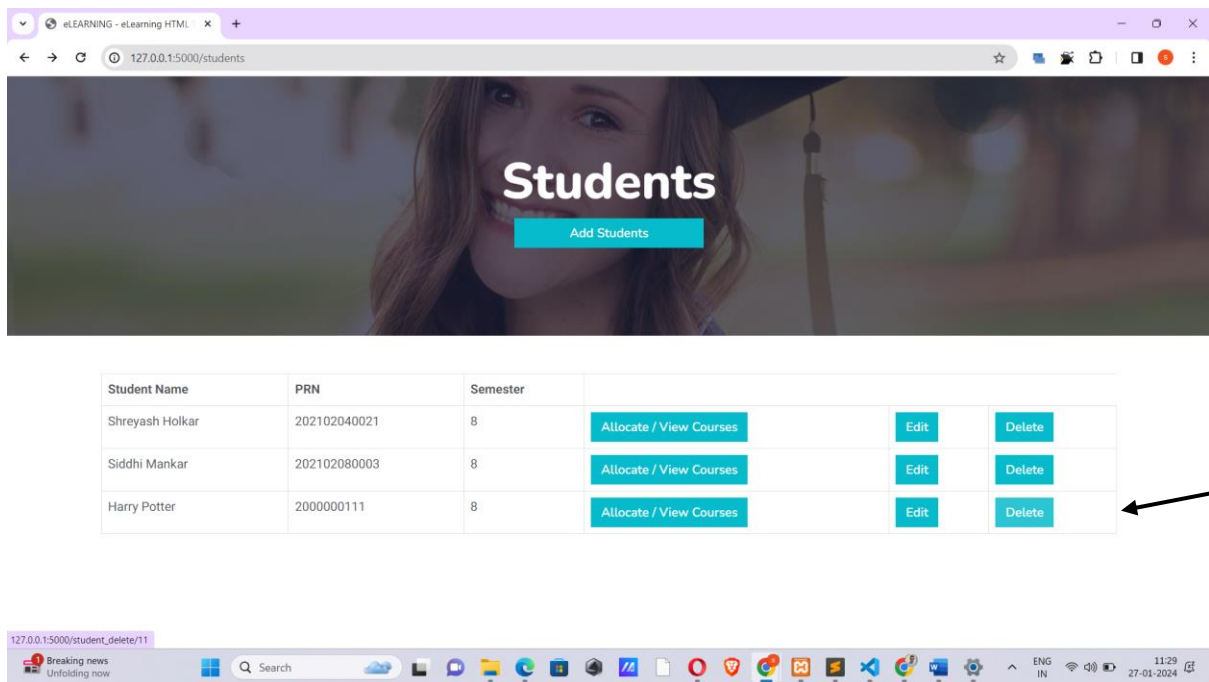 eLEARNING - eLearning HTML
127.0.0.1:5000/students
Students
Add Students
Student Name PRN Semester
Shreyash Holkar 202102040021 8 Allocate / View Courses Edit Delete
Siddhi Mankar 202102080003 8 Allocate / View Courses Edit Delete
Harry Potter 2000000111 8 Allocate / View Courses Edit Delete
127.0.0.1:5000/student_delete/11
1 Breaking news
Unfolding now
Search
ENG
IN
11:29
27-01-2024